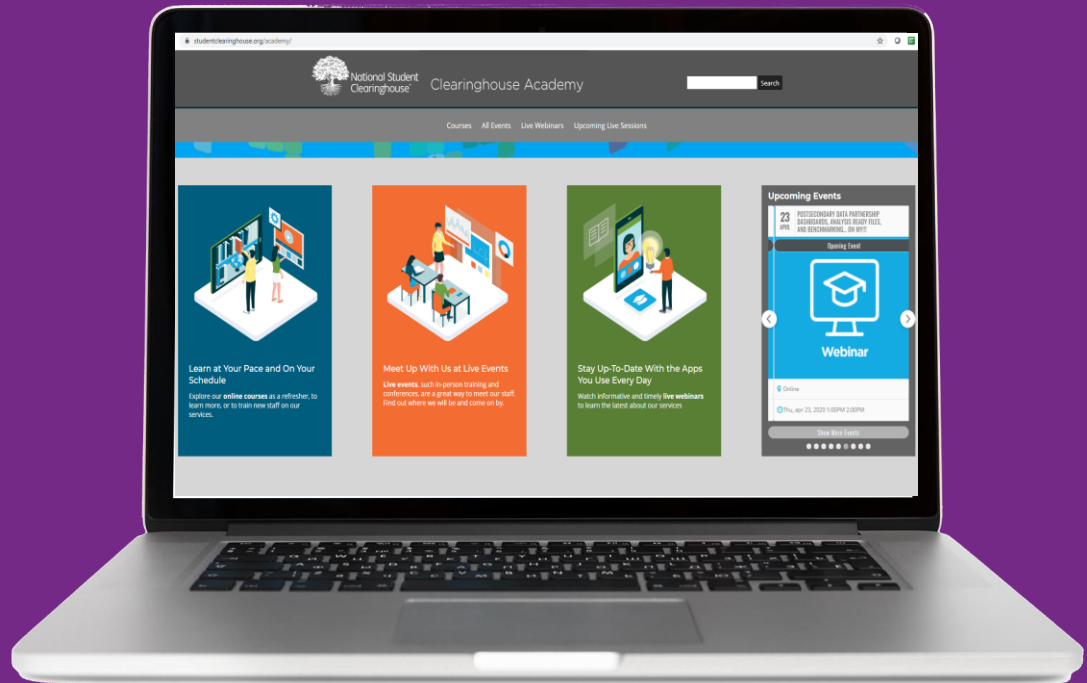 studentclearinghouse.org/academy/
National Student
Clearinghouse
Clearinghouse Academy
Search
Courses All Events Live Webinars Upcoming Live Sessions
Learn at Your Pace and On Your
Schedule
Explore our online courses as a refresher, to
learn more, or to train new staff on our
services.
Meet Up With Us at Live Events
Live events, such in-person training and
conferences, are a great way to meet our staff.
Find out where we will be and come on by.
Stay Up-To-Date With the Apps
You Use Every Day
Watch informative and timely live webinars
to learn the latest about our services
Upcoming Events
23
APRIL
POSTSECONDARY DATA PARTNERSHIP
DASHBOARDS, ANALYSIS READY FILES,
AND BENCHMARKING... OH MY!!!
Opening Event
Webinar
Online
Thu, apr 23, 2020 1:00PM 2:00PM
Show More Events